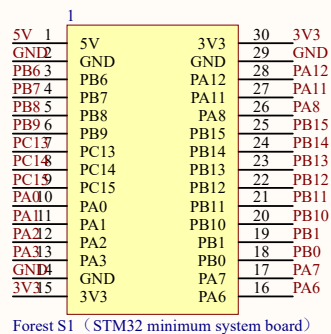 1
5V 1 5V 3V3 30 3V3
GND 2 GND GND 29 GND
PB6 3 PB6 PA12 28 PA12
PB7 4 PB7 PA11 27 PA11
PB8 5 PB8 PA8 26 PA8
PB9 6 PB9 PB15 25 PB15
PC13 7 PC13 PB14 24 PB14
PC14 8 PC14 PB13 23 PB13
PC15 9 PC15 PB12 22 PB12
PA0 10 PA0 PB11 21 PB11
PA1 11 PA1 PB10 20 PB10
PA2 12 PA2 PB1 19 PB1
PA3 13 PA3 PB0 18 PB0
GND 14 GND PA7 17 PA7
3V3 15 3V3 PA6 16 PA6
Forest S1（STM32 minimum system board）